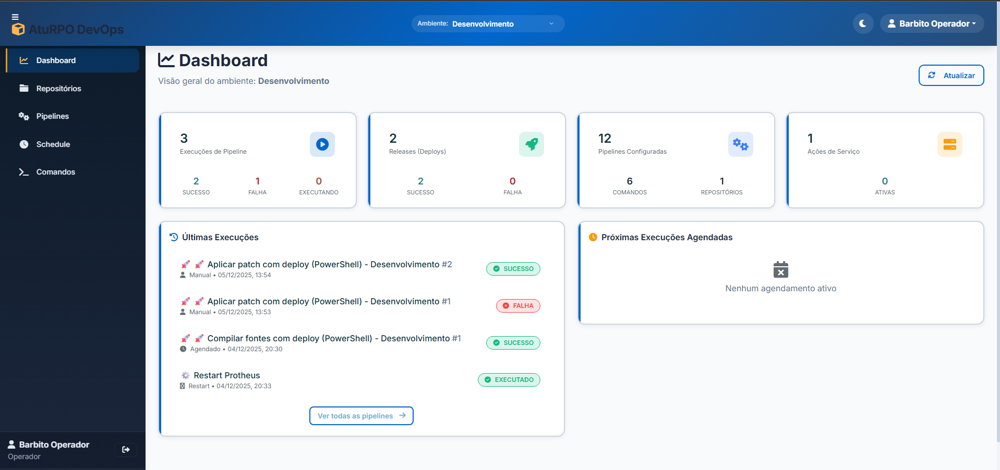 AtuRPO DevOps
Ambiente: Desenvolvimento
Barbito Operador
Dashboard
Repositórios
Pipelines
Schedule
Comandos
Barbito Operador
Operador
Dashboard
Visão geral do ambiente: Desenvolvimento
Atualizar
3
Execuções de Pipeline
2
SUCESSO
1
FALHA
0
EXECUTANDO
2
Releases (Deploys)
2
SUCESSO
0
FALHA
12
Pipelines Configuradas
6
COMANDOS
1
REPOSITÓRIOS
1
Ações de Serviço
0
ATIVAS
Últimas Execuções
Aplicar patch com deploy (PowerShell) - Desenvolvimento #2
Manual • 05/12/2025, 13:54
SUCESSO
Aplicar patch com deploy (PowerShell) - Desenvolvimento #1
Manual • 05/12/2025, 13:53
FALHA
Compilar fontes com deploy (PowerShell) - Desenvolvimento #1
Agendado • 04/12/2025, 20:30
SUCESSO
Restart Protheus
Restart • 04/12/2025, 20:33
EXECUTADO
Ver todas as pipelines
Próximas Execuções Agendadas
Nenhum agendamento ativo